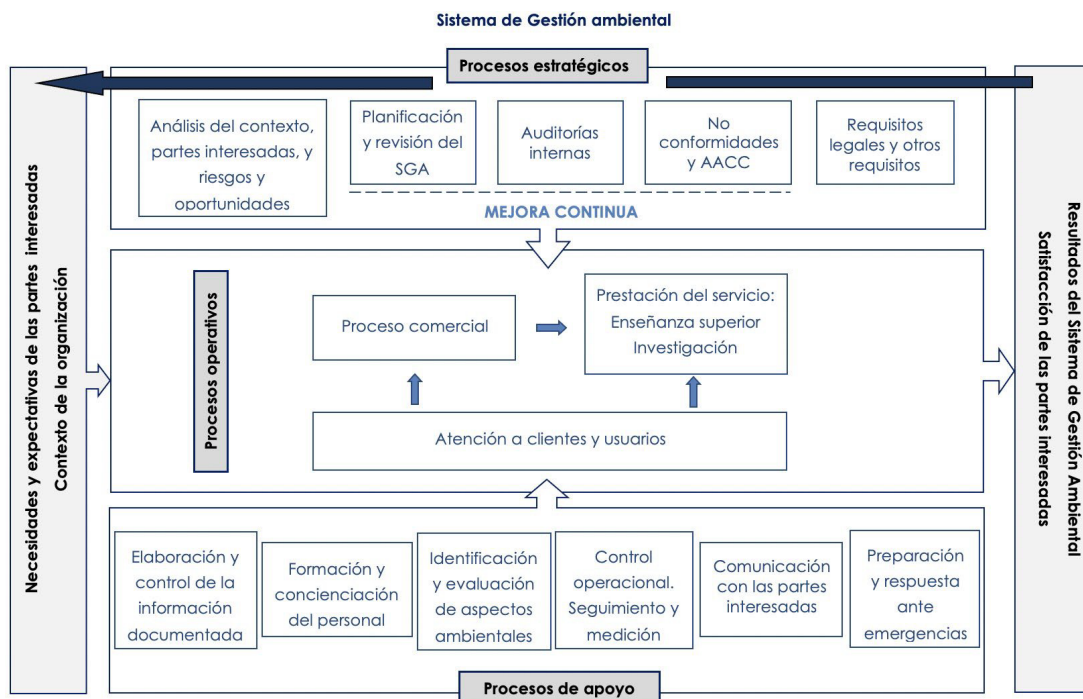 Sistema de Gestión ambiental
Necesidades y expectativas de las partes interesadas
Contexto de la organización
Procesos estratégicos
Análisis del contexto,
partes interesadas, y
riesgos y
oportunidades
Planificación
y revisión del
SGA
Auditorías
internas
No
conformidades
y AACC
Requisitos
legales y otros
requisitos
MEJORA CONTINUA
Procesos operativos
Proceso comercial
Prestación del servicio:
Enseñanza superior
Investigación
Atención a clientes y usuarios
Elaboración y
control de la
información
documentada
Formación y
concienciación
del personal
Identificación
y evaluación
de aspectos
ambientales
Control
operacional.
Seguimiento y
medición
Comunicación
con las partes
interesadas
Preparación
y respuesta
ante
emergencias
Procesos de apoyo
Resultados del Sistema de Gestión Ambiental
Satisfacción de las partes interesadas